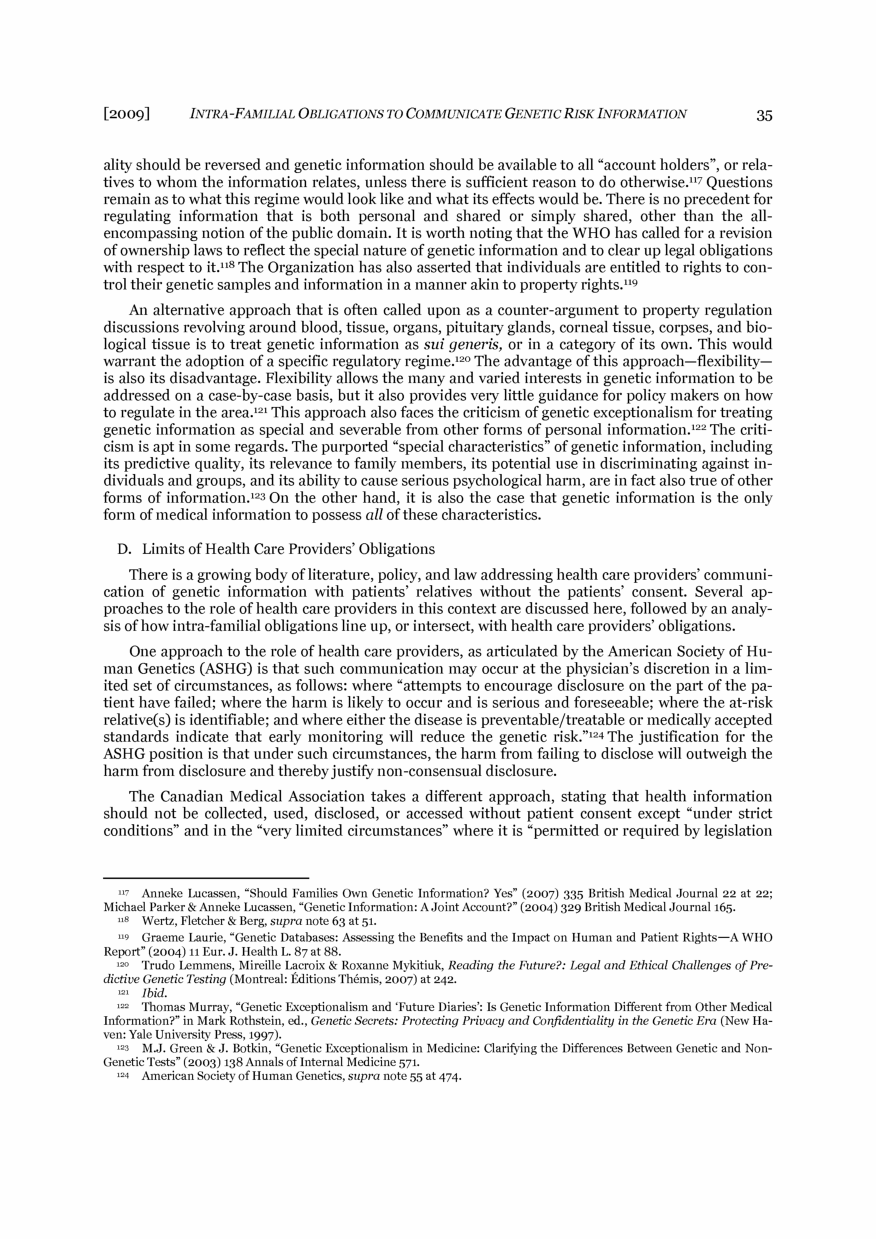 [2009] INTRA-FAMILIAL OBLIGATIONS TO COMMUNICATE GENETIC RISK INFORMATION 35
ality should be reversed and genetic information should be available to all “account holders”, or rela-
tives to whom the information relates, unless there is sufficient reason to do otherwise.¹¹⁷ Questions
remain as to what this regime would look like and what its effects would be. There is no precedent for
regulating information that is both personal and shared or simply shared, other than the all-
encompassing notion of the public domain. It is worth noting that the WHO has called for a revision
of ownership laws to reflect the special nature of genetic information and to clear up legal obligations
with respect to it.¹¹⁸ The Organization has also asserted that individuals are entitled to rights to con-
trol their genetic samples and information in a manner akin to property rights.¹¹⁹
An alternative approach that is often called upon as a counter-argument to property regulation
discussions revolving around blood, tissue, organs, pituitary glands, corneal tissue, corpses, and bio-
logical tissue is to treat genetic information as sui generis, or in a category of its own. This would
warrant the adoption of a specific regulatory regime.¹²⁰ The advantage of this approach—flexibility—
is also its disadvantage. Flexibility allows the many and varied interests in genetic information to be
addressed on a case-by-case basis, but it also provides very little guidance for policy makers on how
to regulate in the area.¹²¹ This approach also faces the criticism of genetic exceptionalism for treating
genetic information as special and severable from other forms of personal information.¹²² The criti-
cism is apt in some regards. The purported “special characteristics” of genetic information, including
its predictive quality, its relevance to family members, its potential use in discriminating against in-
dividuals and groups, and its ability to cause serious psychological harm, are in fact also true of other
forms of information.¹²³ On the other hand, it is also the case that genetic information is the only
form of medical information to possess all of these characteristics.
D. Limits of Health Care Providers’ Obligations
There is a growing body of literature, policy, and law addressing health care providers’ communi-
cation of genetic information with patients’ relatives without the patients’ consent. Several ap-
proaches to the role of health care providers in this context are discussed here, followed by an analy-
sis of how intra-familial obligations line up, or intersect, with health care providers’ obligations.
One approach to the role of health care providers, as articulated by the American Society of Hu-
man Genetics (ASHG) is that such communication may occur at the physician’s discretion in a lim-
ited set of circumstances, as follows: where “attempts to encourage disclosure on the part of the pa-
tient have failed; where the harm is likely to occur and is serious and foreseeable; where the at-risk
relative(s) is identifiable; and where either the disease is preventable/treatable or medically accepted
standards indicate that early monitoring will reduce the genetic risk.”¹²⁴ The justification for the
ASHG position is that under such circumstances, the harm from failing to disclose will outweigh the
harm from disclosure and thereby justify non-consensual disclosure.
The Canadian Medical Association takes a different approach, stating that health information
should not be collected, used, disclosed, or accessed without patient consent except “under strict
conditions” and in the “very limited circumstances” where it is “permitted or required by legislation
¹¹⁷ Anneke Lucassen, “Should Families Own Genetic Information? Yes” (2007) 335 British Medical Journal 22 at 22;
Michael Parker & Anneke Lucassen, “Genetic Information: A Joint Account?” (2004) 329 British Medical Journal 165.
¹¹⁸ Wertz, Fletcher & Berg, supra note 63 at 51.
¹¹⁹ Graeme Laurie, “Genetic Databases: Assessing the Benefits and the Impact on Human and Patient Rights—A WHO
Report” (2004) 11 Eur. J. Health L. 87 at 88.
¹²⁰ Trudo Lemmens, Mireille Lacroix & Roxanne Mykitiuk, Reading the Future?: Legal and Ethical Challenges of Pre-
dictive Genetic Testing (Montreal: Éditions Thémis, 2007) at 242.
¹²¹ Ibid.
¹²² Thomas Murray, “Genetic Exceptionalism and ‘Future Diaries’: Is Genetic Information Different from Other Medical
Information?” in Mark Rothstein, ed., Genetic Secrets: Protecting Privacy and Confidentiality in the Genetic Era (New Ha-
ven: Yale University Press, 1997).
¹²³ M.J. Green & J. Botkin, “Genetic Exceptionalism in Medicine: Clarifying the Differences Between Genetic and Non-
Genetic Tests” (2003) 138 Annals of Internal Medicine 571.
¹²⁴ American Society of Human Genetics, supra note 55 at 474.